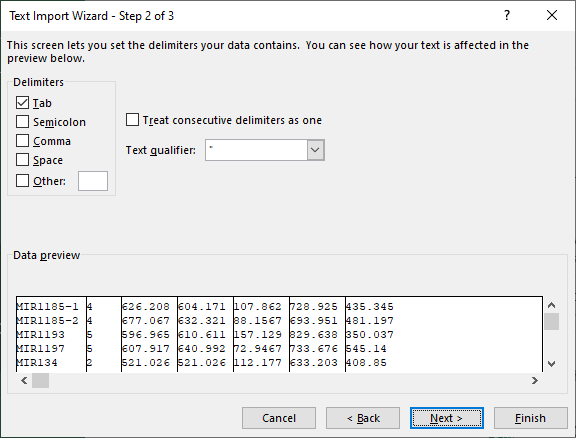 Text Import Wizard - Step 2 of 3
This screen lets you set the delimiters your data contains.  You can see how your text is affected in the
preview below.
Delimiters
Tab
Semicolon
Comma
Space
Other:
Treat consecutive delimiters as one
Text qualifier: "
Data preview
MIR1185-1 4 626.208 604.171 107.862 728.925 435.345
MIR1185-2 4 677.067 632.321 88.1567 693.951 481.197
MIR1193 5 596.965 610.611 157.129 829.638 350.037
MIR1197 5 607.917 640.992 72.9467 733.676 545.14
MIR134 2 521.026 521.026 112.177 633.203 408.85
Cancel < Back Next > Finish